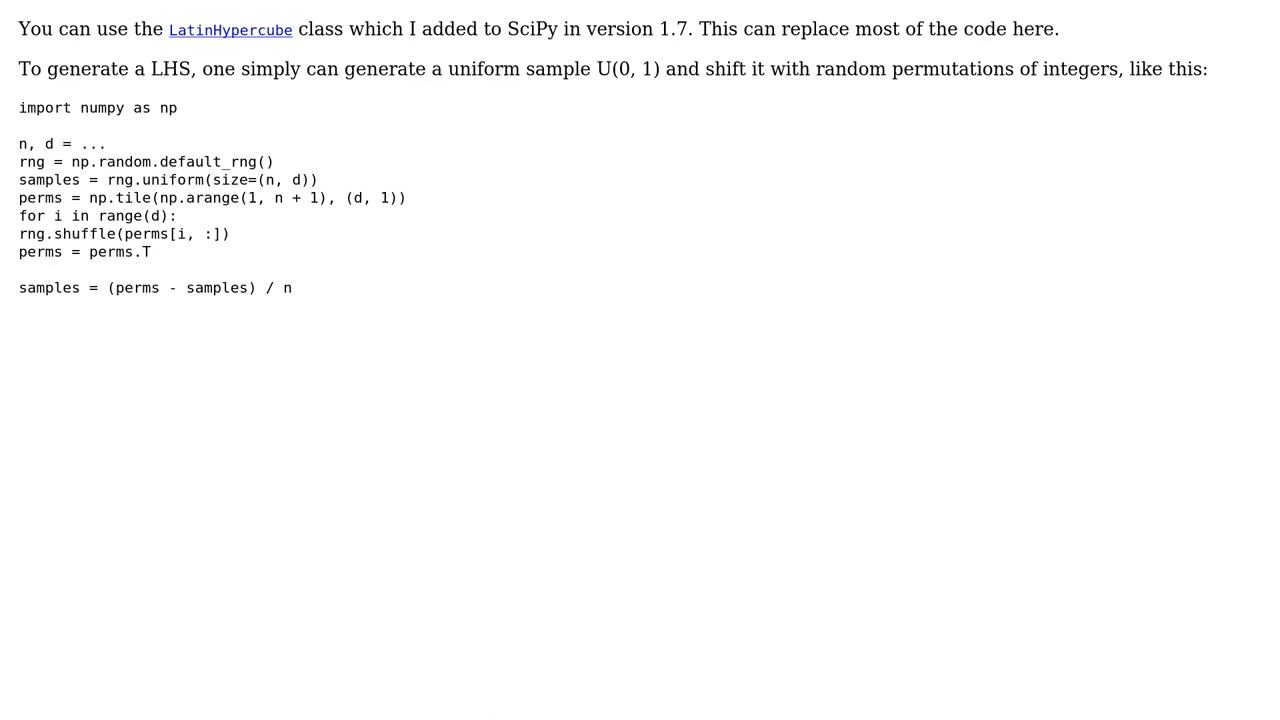 You can use the LatinHypercube class which I added to SciPy in version 1.7. This can replace most of the code here.
To generate a LHS, one simply can generate a uniform sample U(0, 1) and shift it with random permutations of integers, like this:
import numpy as np
n, d = ...
rng = np.random.default_rng()
samples = rng.uniform(size=(n, d))
perms = np.tile(np.arange(1, n + 1), (d, 1))
for i in range(d):
rng.shuffle(perms[i, :])
perms = perms.T
samples = (perms - samples) / n